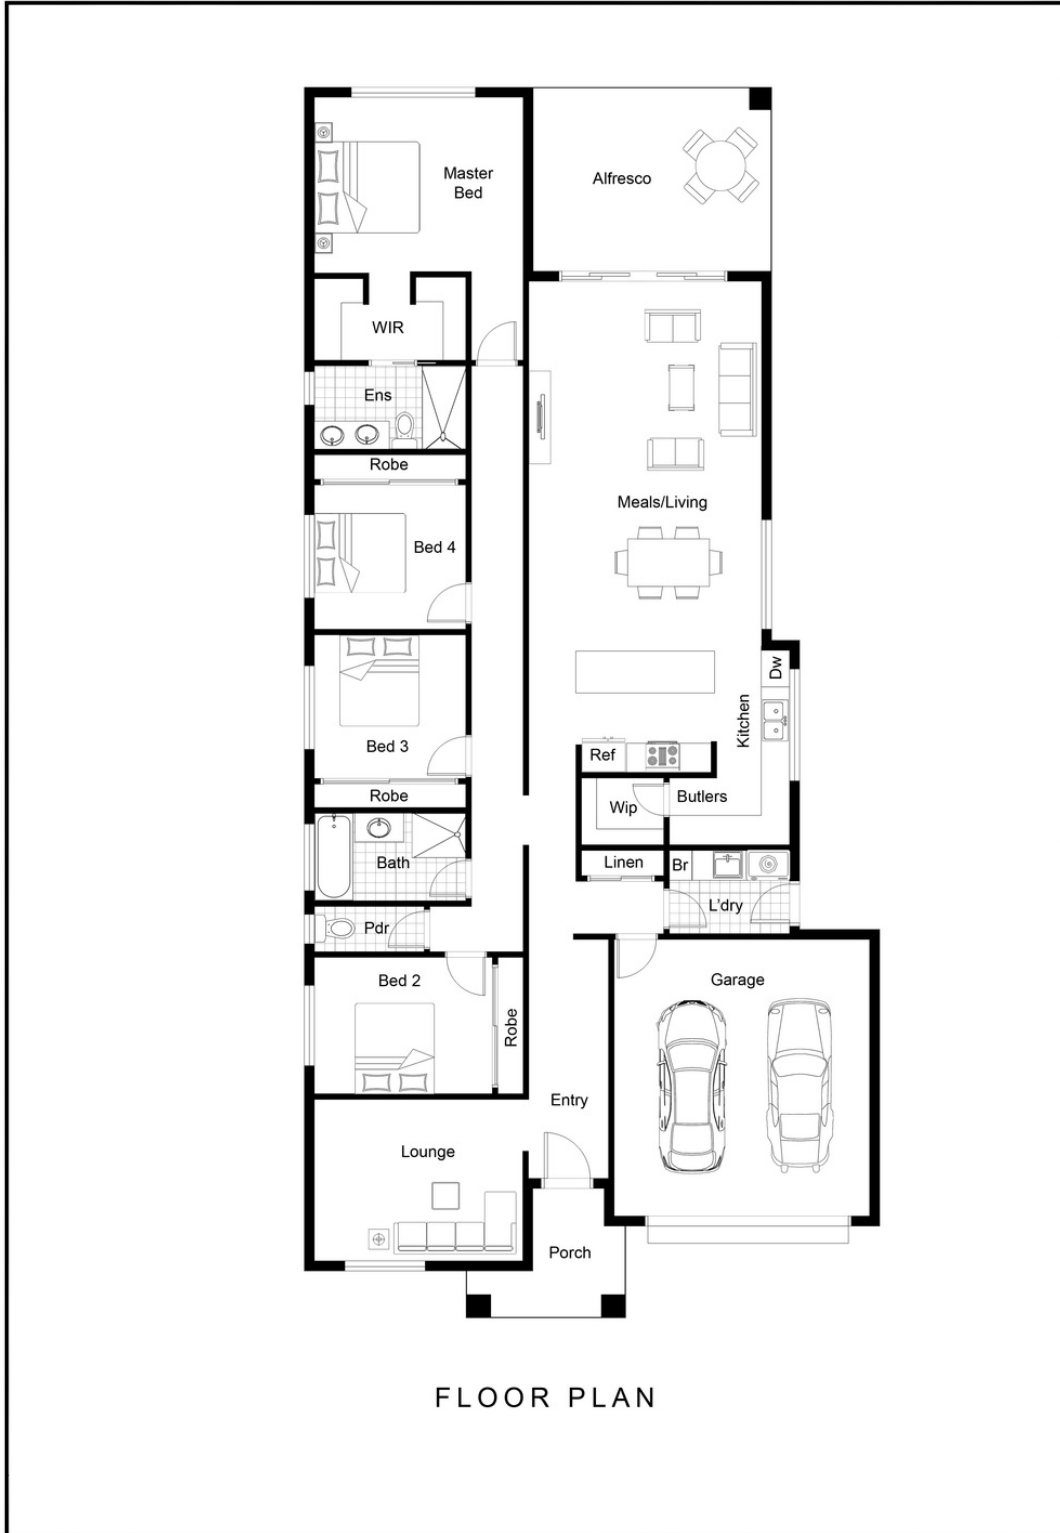 Master
Bed
Alfresco
WIR
Ens
Robe
Meals/Living
Bed 4
Dw
Kitchen
Bed 3
Ref
Robe
Wip
Butlers
Bath
Linen
Br
L'dry
Pdr
Bed 2
Garage
Robe
Entry
Lounge
Porch
FLOOR PLAN